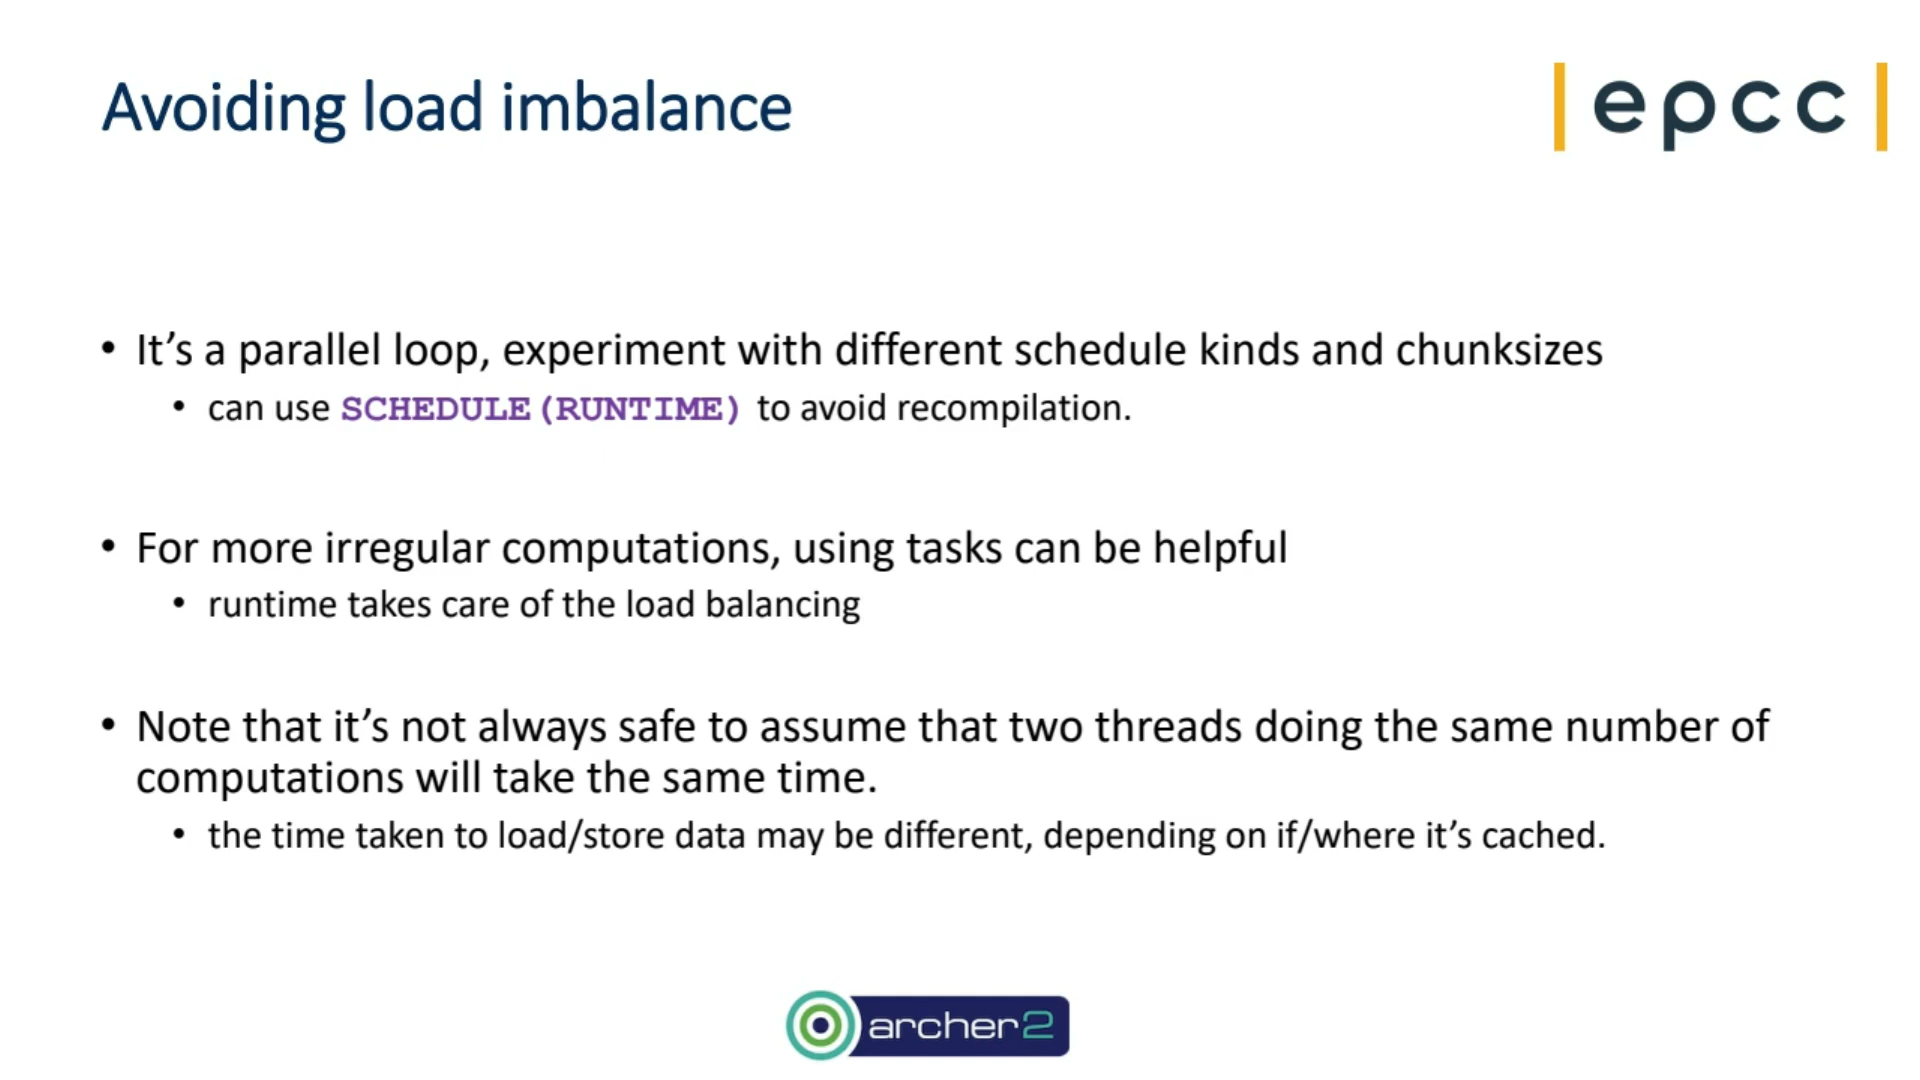 Avoiding load imbalance
|epcc|
• It’s a parallel loop, experiment with different schedule kinds and chunksizes
• can use SCHEDULE(RUNTIME) to avoid recompilation.
• For more irregular computations, using tasks can be helpful
• runtime takes care of the load balancing
• Note that it’s not always safe to assume that two threads doing the same number of
computations will take the same time.
• the time taken to load/store data may be different, depending on if/where it’s cached.
archer2